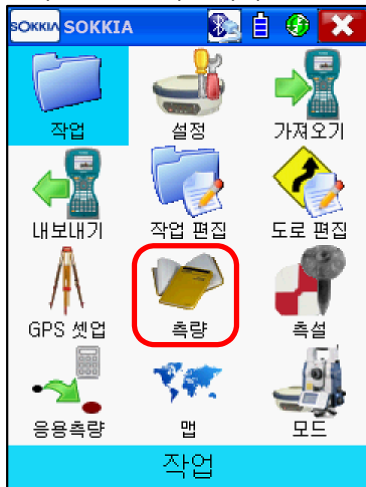 SOKKIA SOKKIA
작업 설정 가져오기
내보내기 작업 편집 도로 편집
GPS 셋업 측량 측설
응용측량 맵 모드
작업